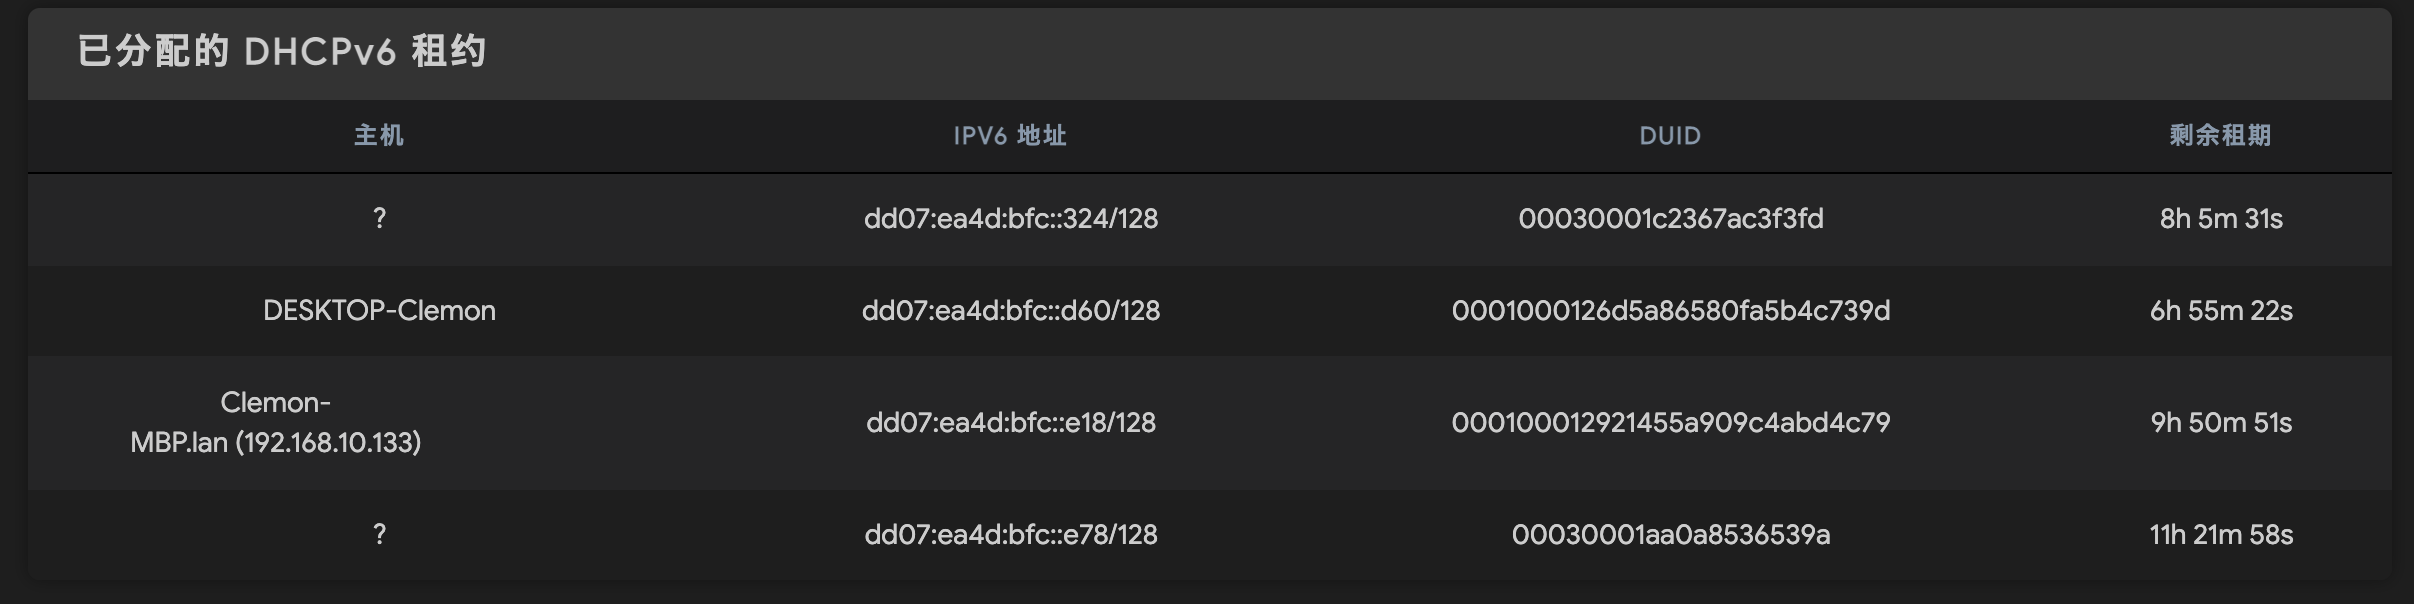 已分配的 DHCPv6 租约
主机 IPV6 地址 DUID 剩余租期
? dd07:ea4d:bfc::324/128 00030001c2367ac3f3fd 8h 5m 31s
DESKTOP-Clemon dd07:ea4d:bfc::d60/128 0001000126d5a86580fa5b4c739d 6h 55m 22s
Clemon-
MBP.lan (192.168.10.133) dd07:ea4d:bfc::e18/128 000100012921455a909c4abd4c79 9h 50m 51s
? dd07:ea4d:bfc::e78/128 00030001aa0a8536539a 11h 21m 58s